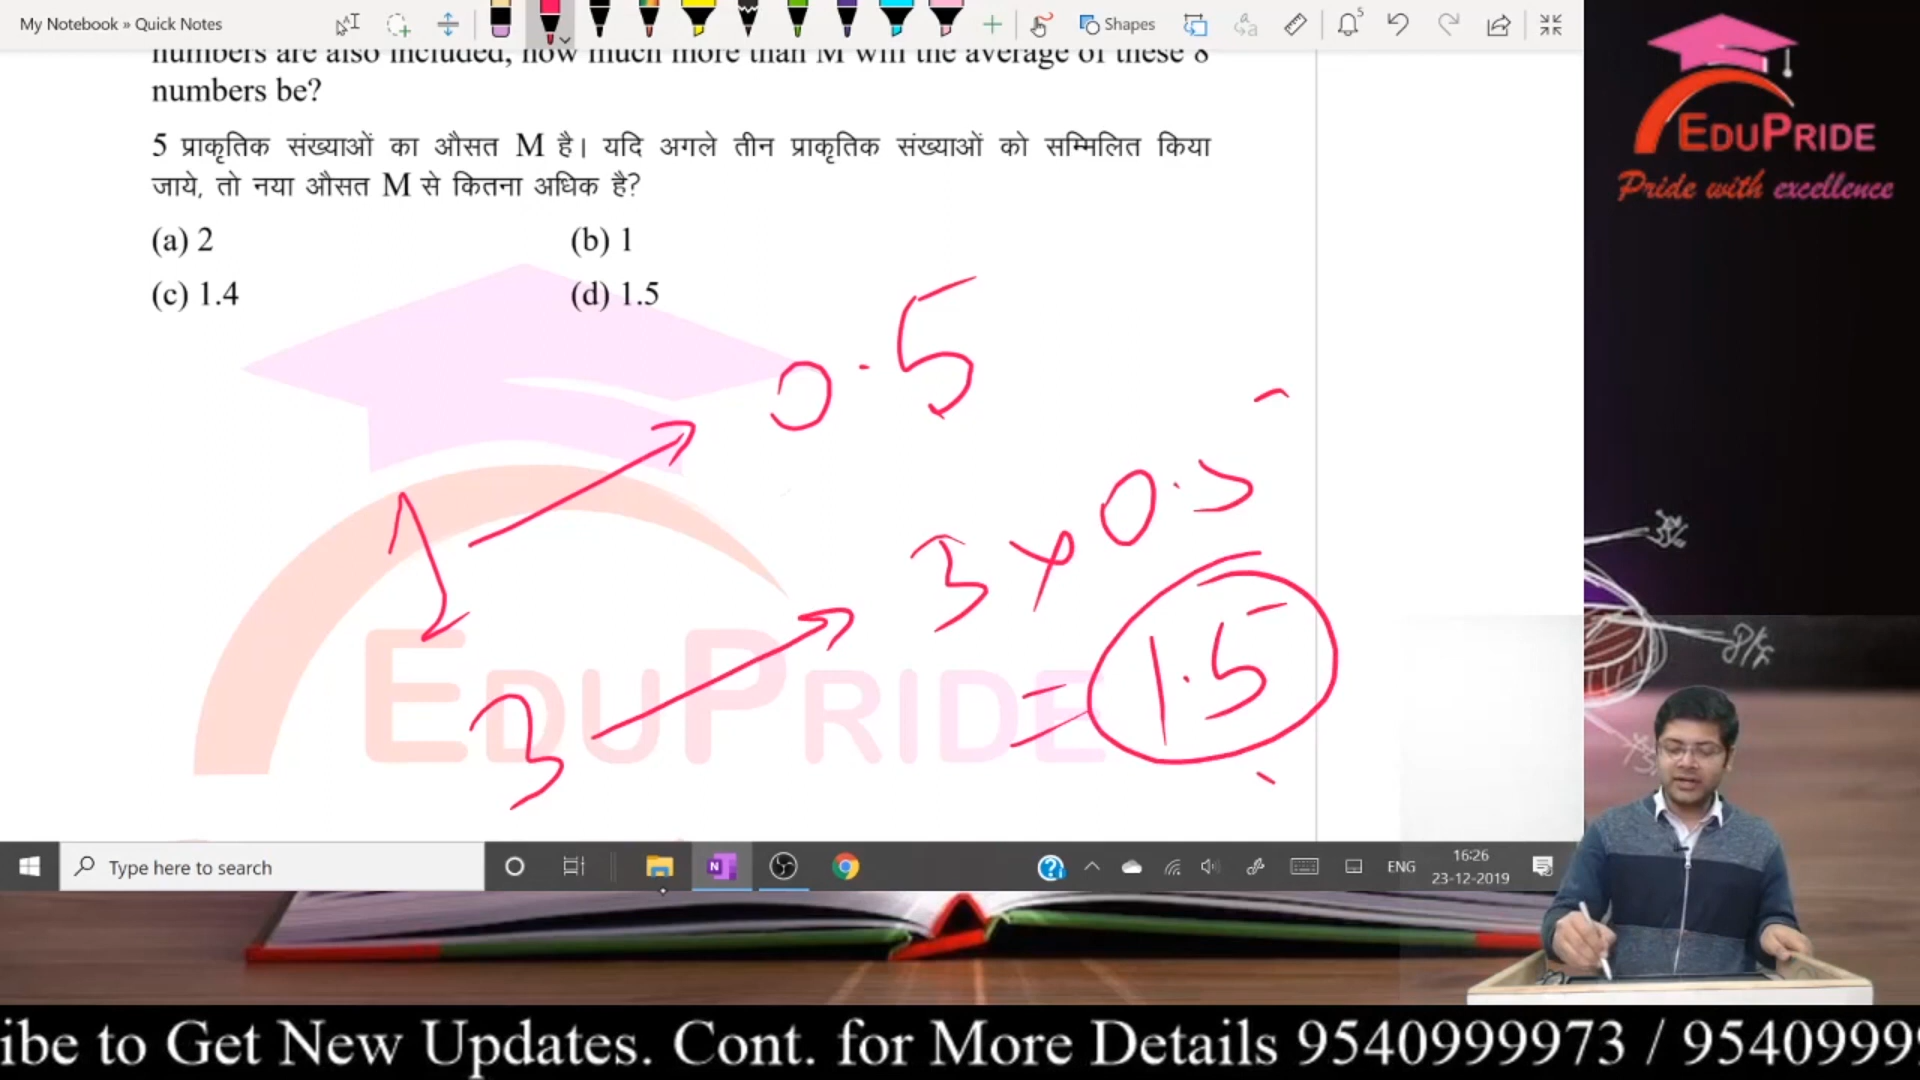 My Notebook » Quick Notes
Shapes
5
numbers are also included, how much more than M will the average of these 8
numbers be?
5 प्राकृतिक संख्याओं का औसत M है। यदि अगले तीन प्राकृतिक संख्याओं को सम्मिलित किया
जाये, तो नया औसत M से कितना अधिक है?
(a) 2 (b) 1
(c) 1.4 (d) 1.5
1 → 0.5
3 → 3 x 0.5
= 1.5
EDUPRIDE
EDUPRIDE
Pride with excellence
Type here to search
ENG
16:26
23-12-2019
ibe to Get New Updates. Cont. for More Details 9540999973 / 9540999